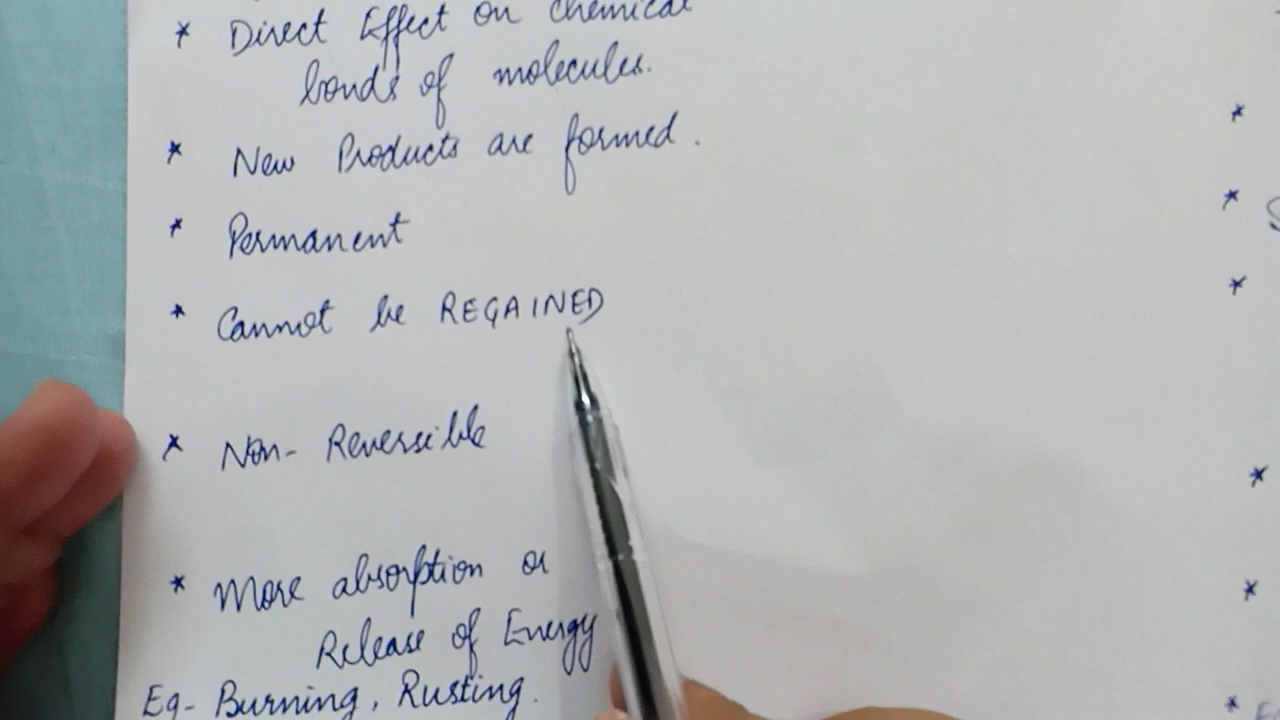 * Direct Effect on Chemical
bonds of molecules.
* New Products are formed.
* Permanent
* Cannot be REGAINED
* Non-Reversible
* More absorption or
Release of Energy
Eg- Burning, Rusting.
*
*
*
*
*
*